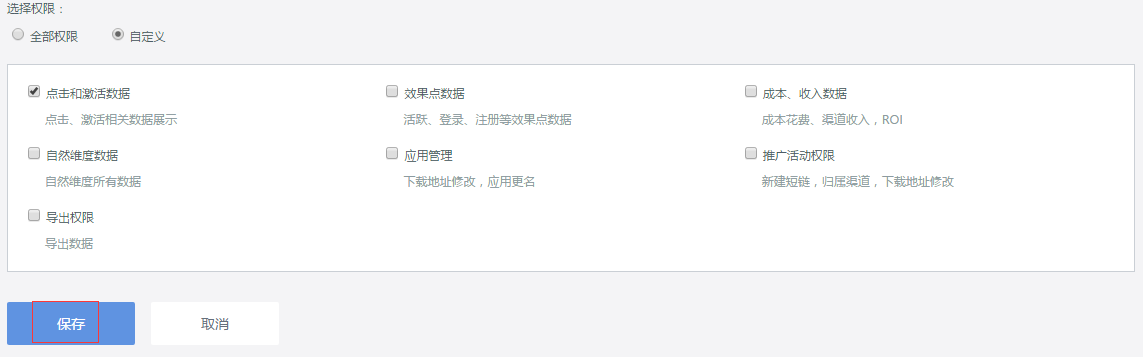 选择权限：
全部权限 自定义
点击和激活数据 效果点数据 成本、收入数据
点击、激活相关数据展示 活跃、登录、注册等效果点数据 成本花费、渠道收入，ROI
自然维度数据 应用管理 推广活动权限
自然维度所有数据 下载地址修改，应用更名 新建短链，归属渠道，下载地址修改
导出权限
导出数据
保存 取消